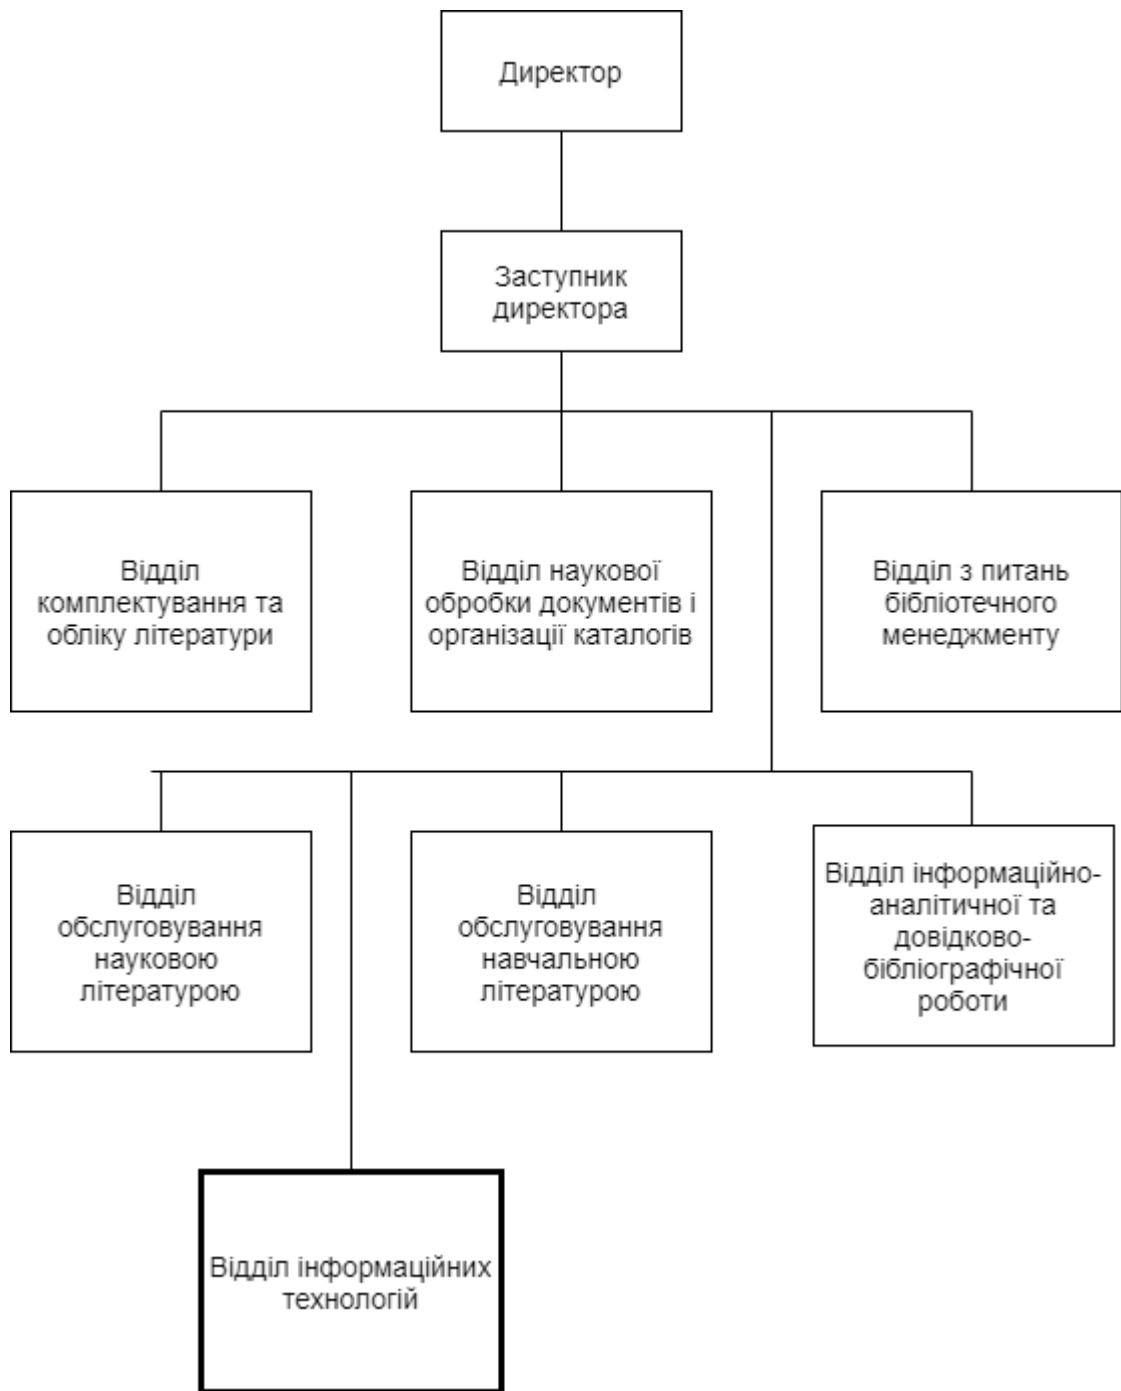 Директор
Заступник
директора
Відділ
комплектування та
обліку літератури
Відділ наукової
обробки документів і
організації каталогів
Відділ з питань
бібліотечного
менеджменту
Відділ
обслуговування
науковою
літературою
Відділ
обслуговування
навчальною
літературою
Відділ інформаційно-
аналітичної та
довідково-
бібліографічної
роботи
Відділ інформаційних
технологій